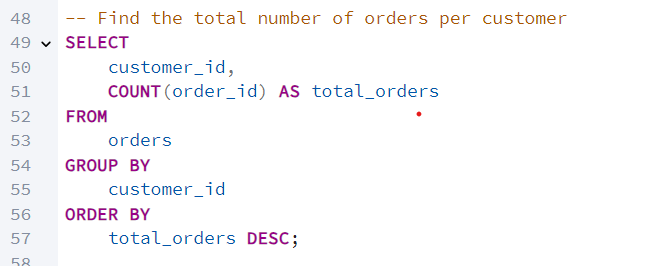 48 -- Find the total number of orders per customer
49 SELECT
50 customer_id,
51 COUNT(order_id) AS total_orders
52 FROM
53 orders
54 GROUP BY
55 customer_id
56 ORDER BY
57 total_orders DESC;
58